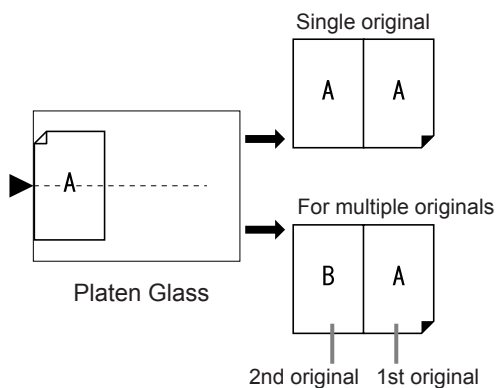 Single original
A A
A
Platen Glass
For multiple originals
B A
2nd original 1st original